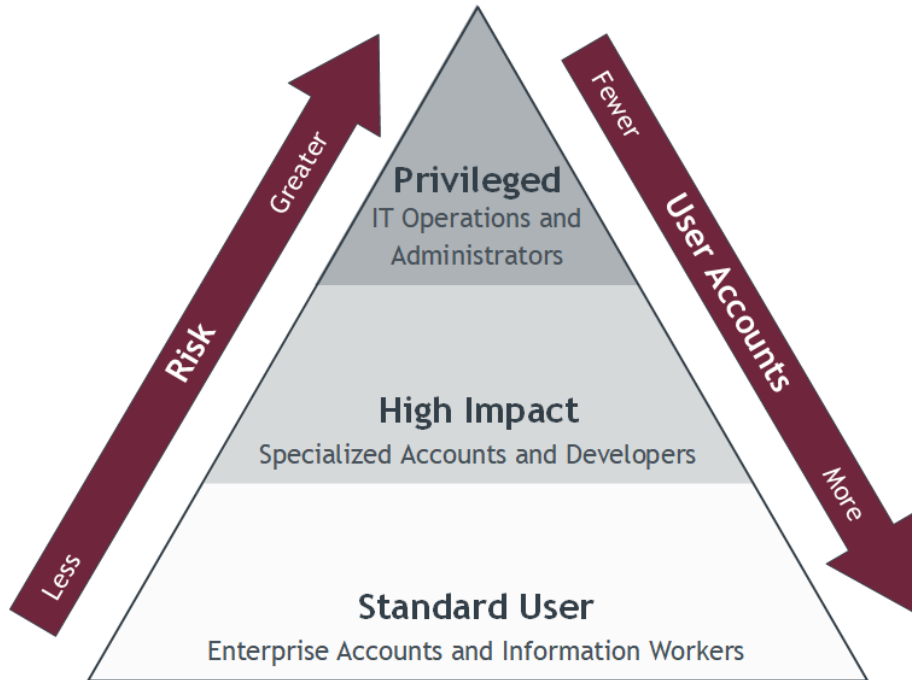 Privileged
IT Operations and
Administrators
High Impact
Specialized Accounts and Developers
Standard User
Enterprise Accounts and Information Workers
Less
Risk
Greater
Fewer
User Accounts
More